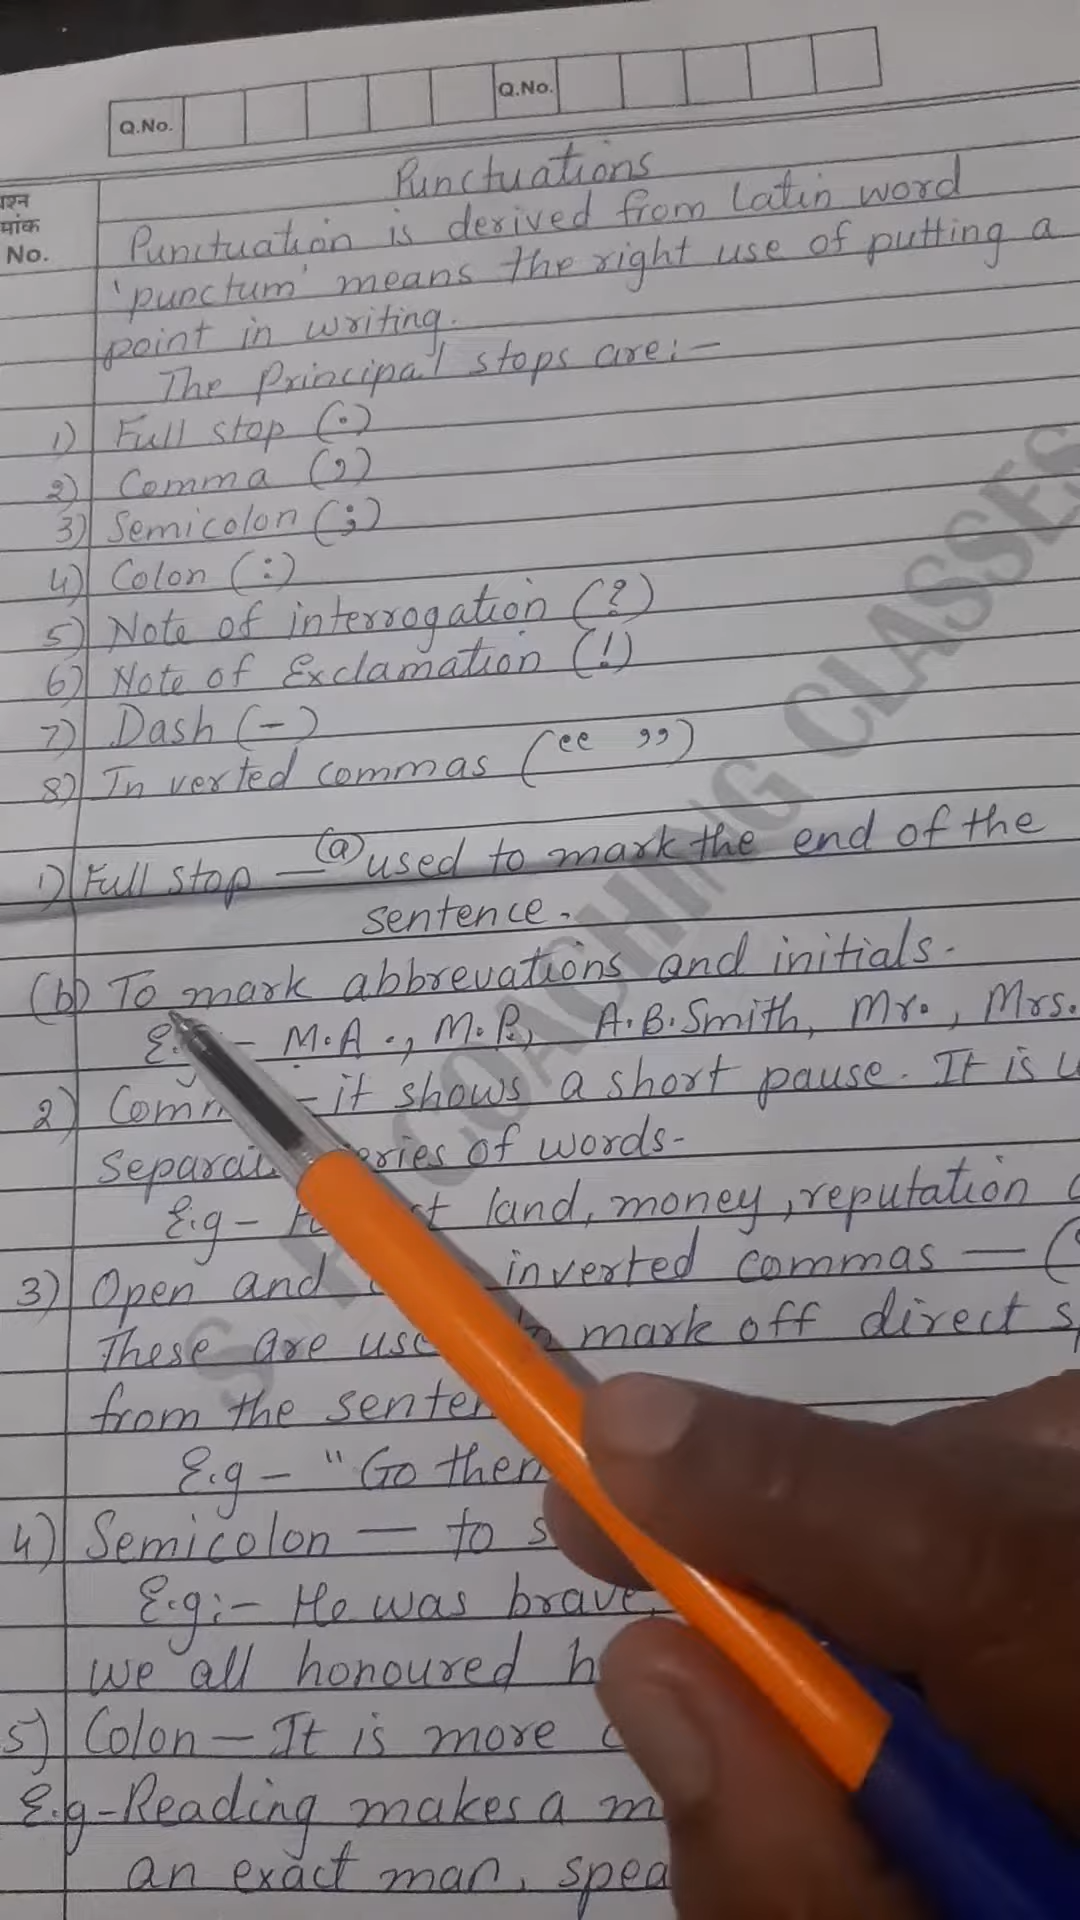 Q.No.
Q.No.
No.
Punctuations
Punctuation is derived from Latin word
'punctum' means the right use of putting a
point in writing.
The Principal stops are:-
1) Full stop (.)
2) Comma (,)
3) Semicolon (;)
4) Colon (:)
5) Note of interrogation (?)
6) Note of Exclamation (!)
7) Dash (-)
8) Inverted commas (“ ”)
1) Full stop — (a) used to mark the end of the
sentence.
(b) To mark abbrevations and initials.
M.A., M.P., A.B. Smith, Mr., Mrs.
2) it shows a short pause. It is
of words.
E.g - land, money, reputation
3) Open and inverted commas —
These are mark off direct
from the
E.g - "Go
4) Semicolon — to
E.g:- He was brave,
we all honoured
5) Colon - It is more
E.g - Reading makes a
an exact man,
S COACHING CLASSES